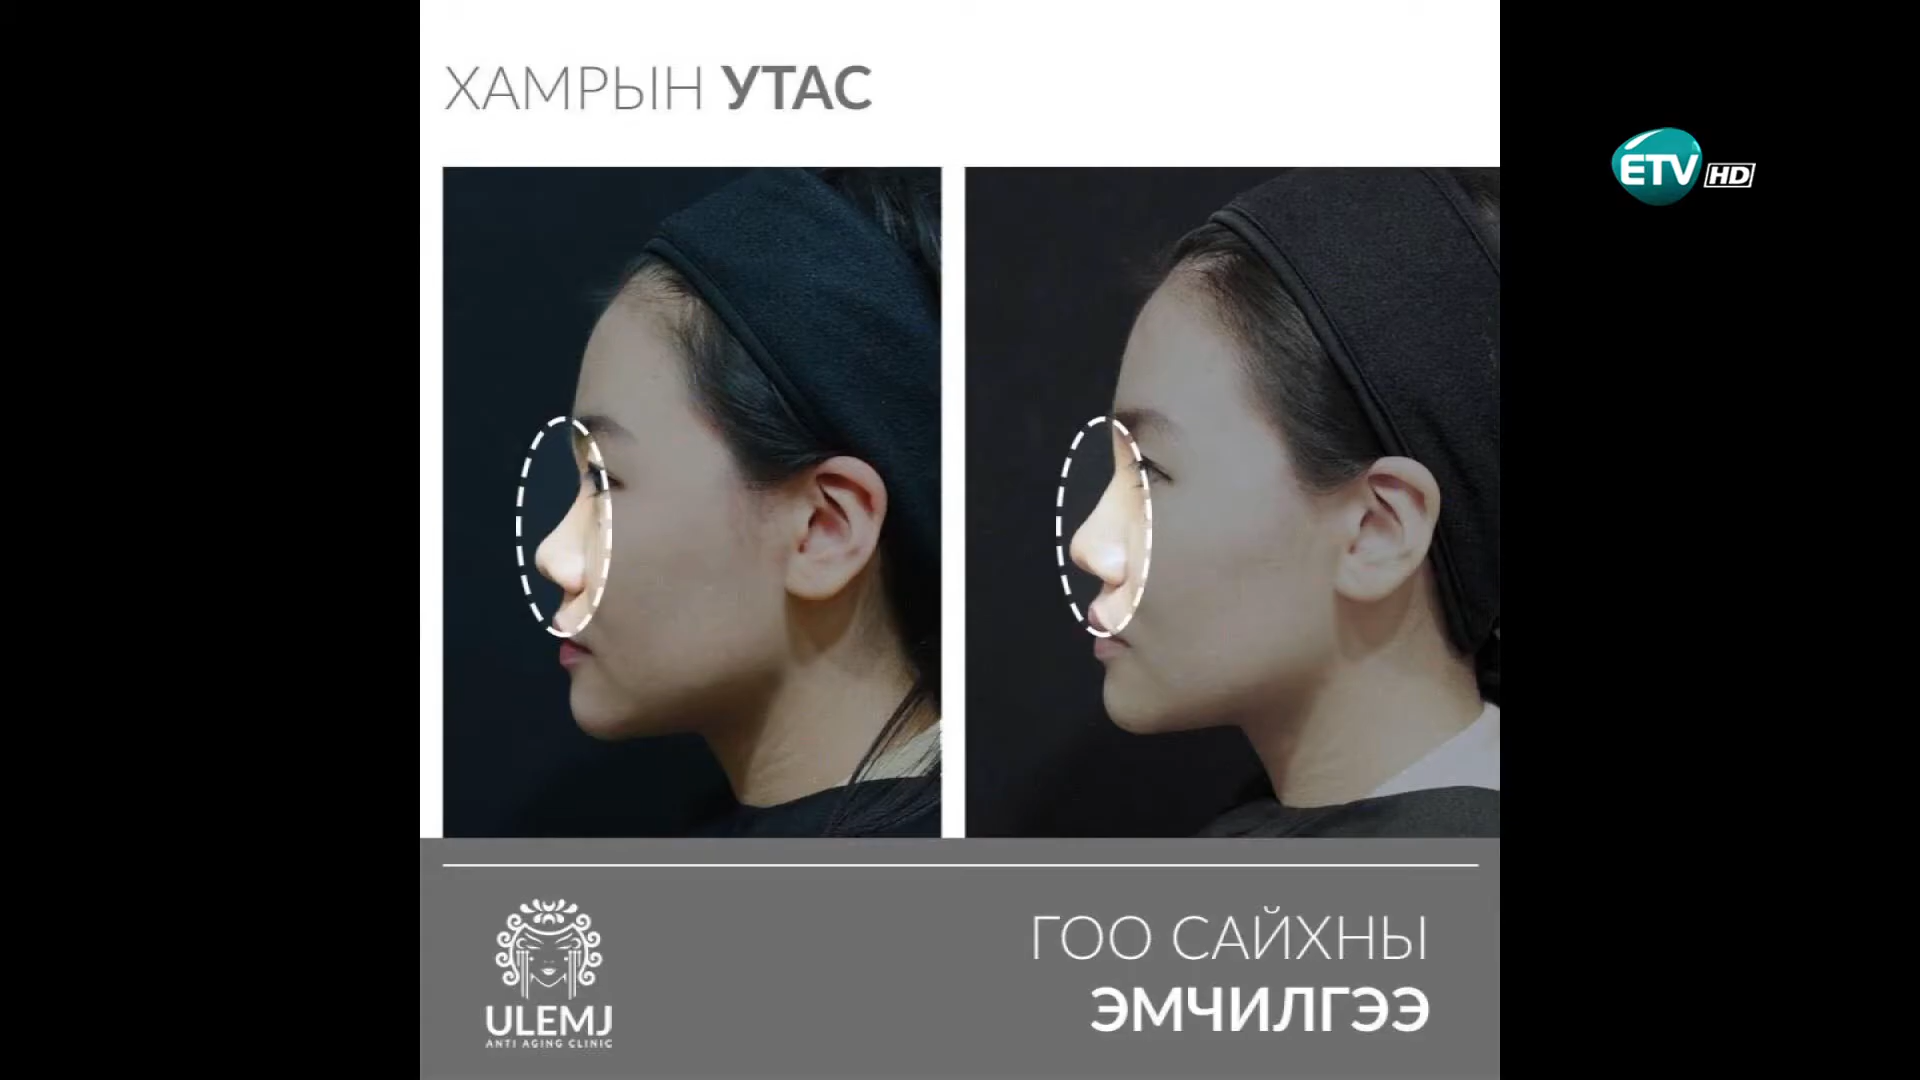 ХАМРЫН УТАС
ETV HD
ULEMJ
ANTI AGING CLINIC
ГОО САЙХНЫ
ЭМЧИЛГЭЭ